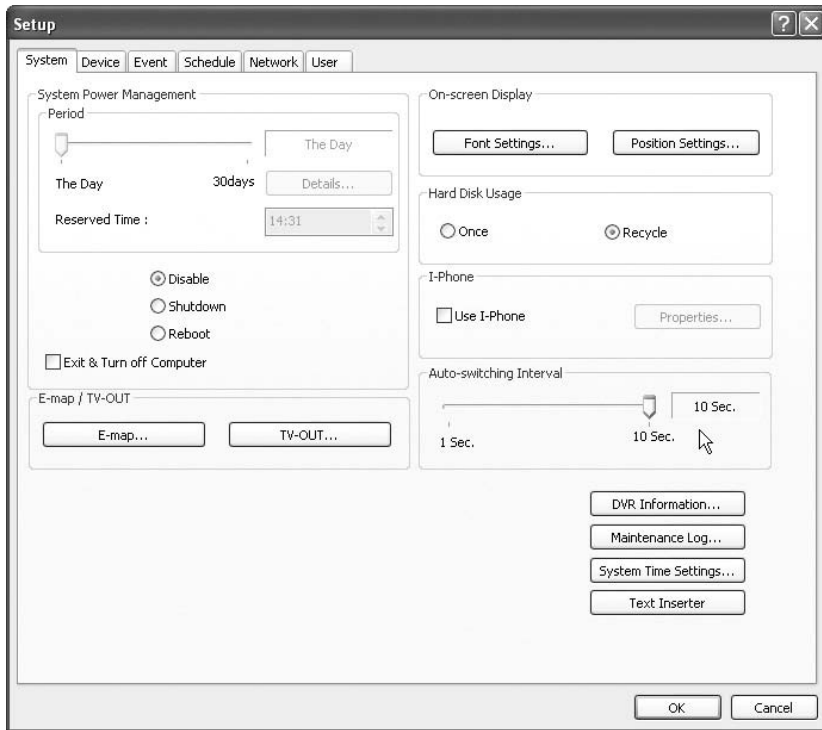 Setup
System Device Event Schedule Network User
System Power Management
Period
The Day
The Day 30days Details...
Reserved Time : 14:31
Disable
Shutdown
Reboot
Exit & Turn off Computer
E-map / TV-OUT
E-map... TV-OUT...
On-screen Display
Font Settings... Position Settings...
Hard Disk Usage
Once Recycle
I-Phone
Use I-Phone Properties...
Auto-switching Interval
10 Sec.
1 Sec. 10 Sec.
DVR Information...
Maintenance Log...
System Time Settings...
Text Inserter
OK Cancel